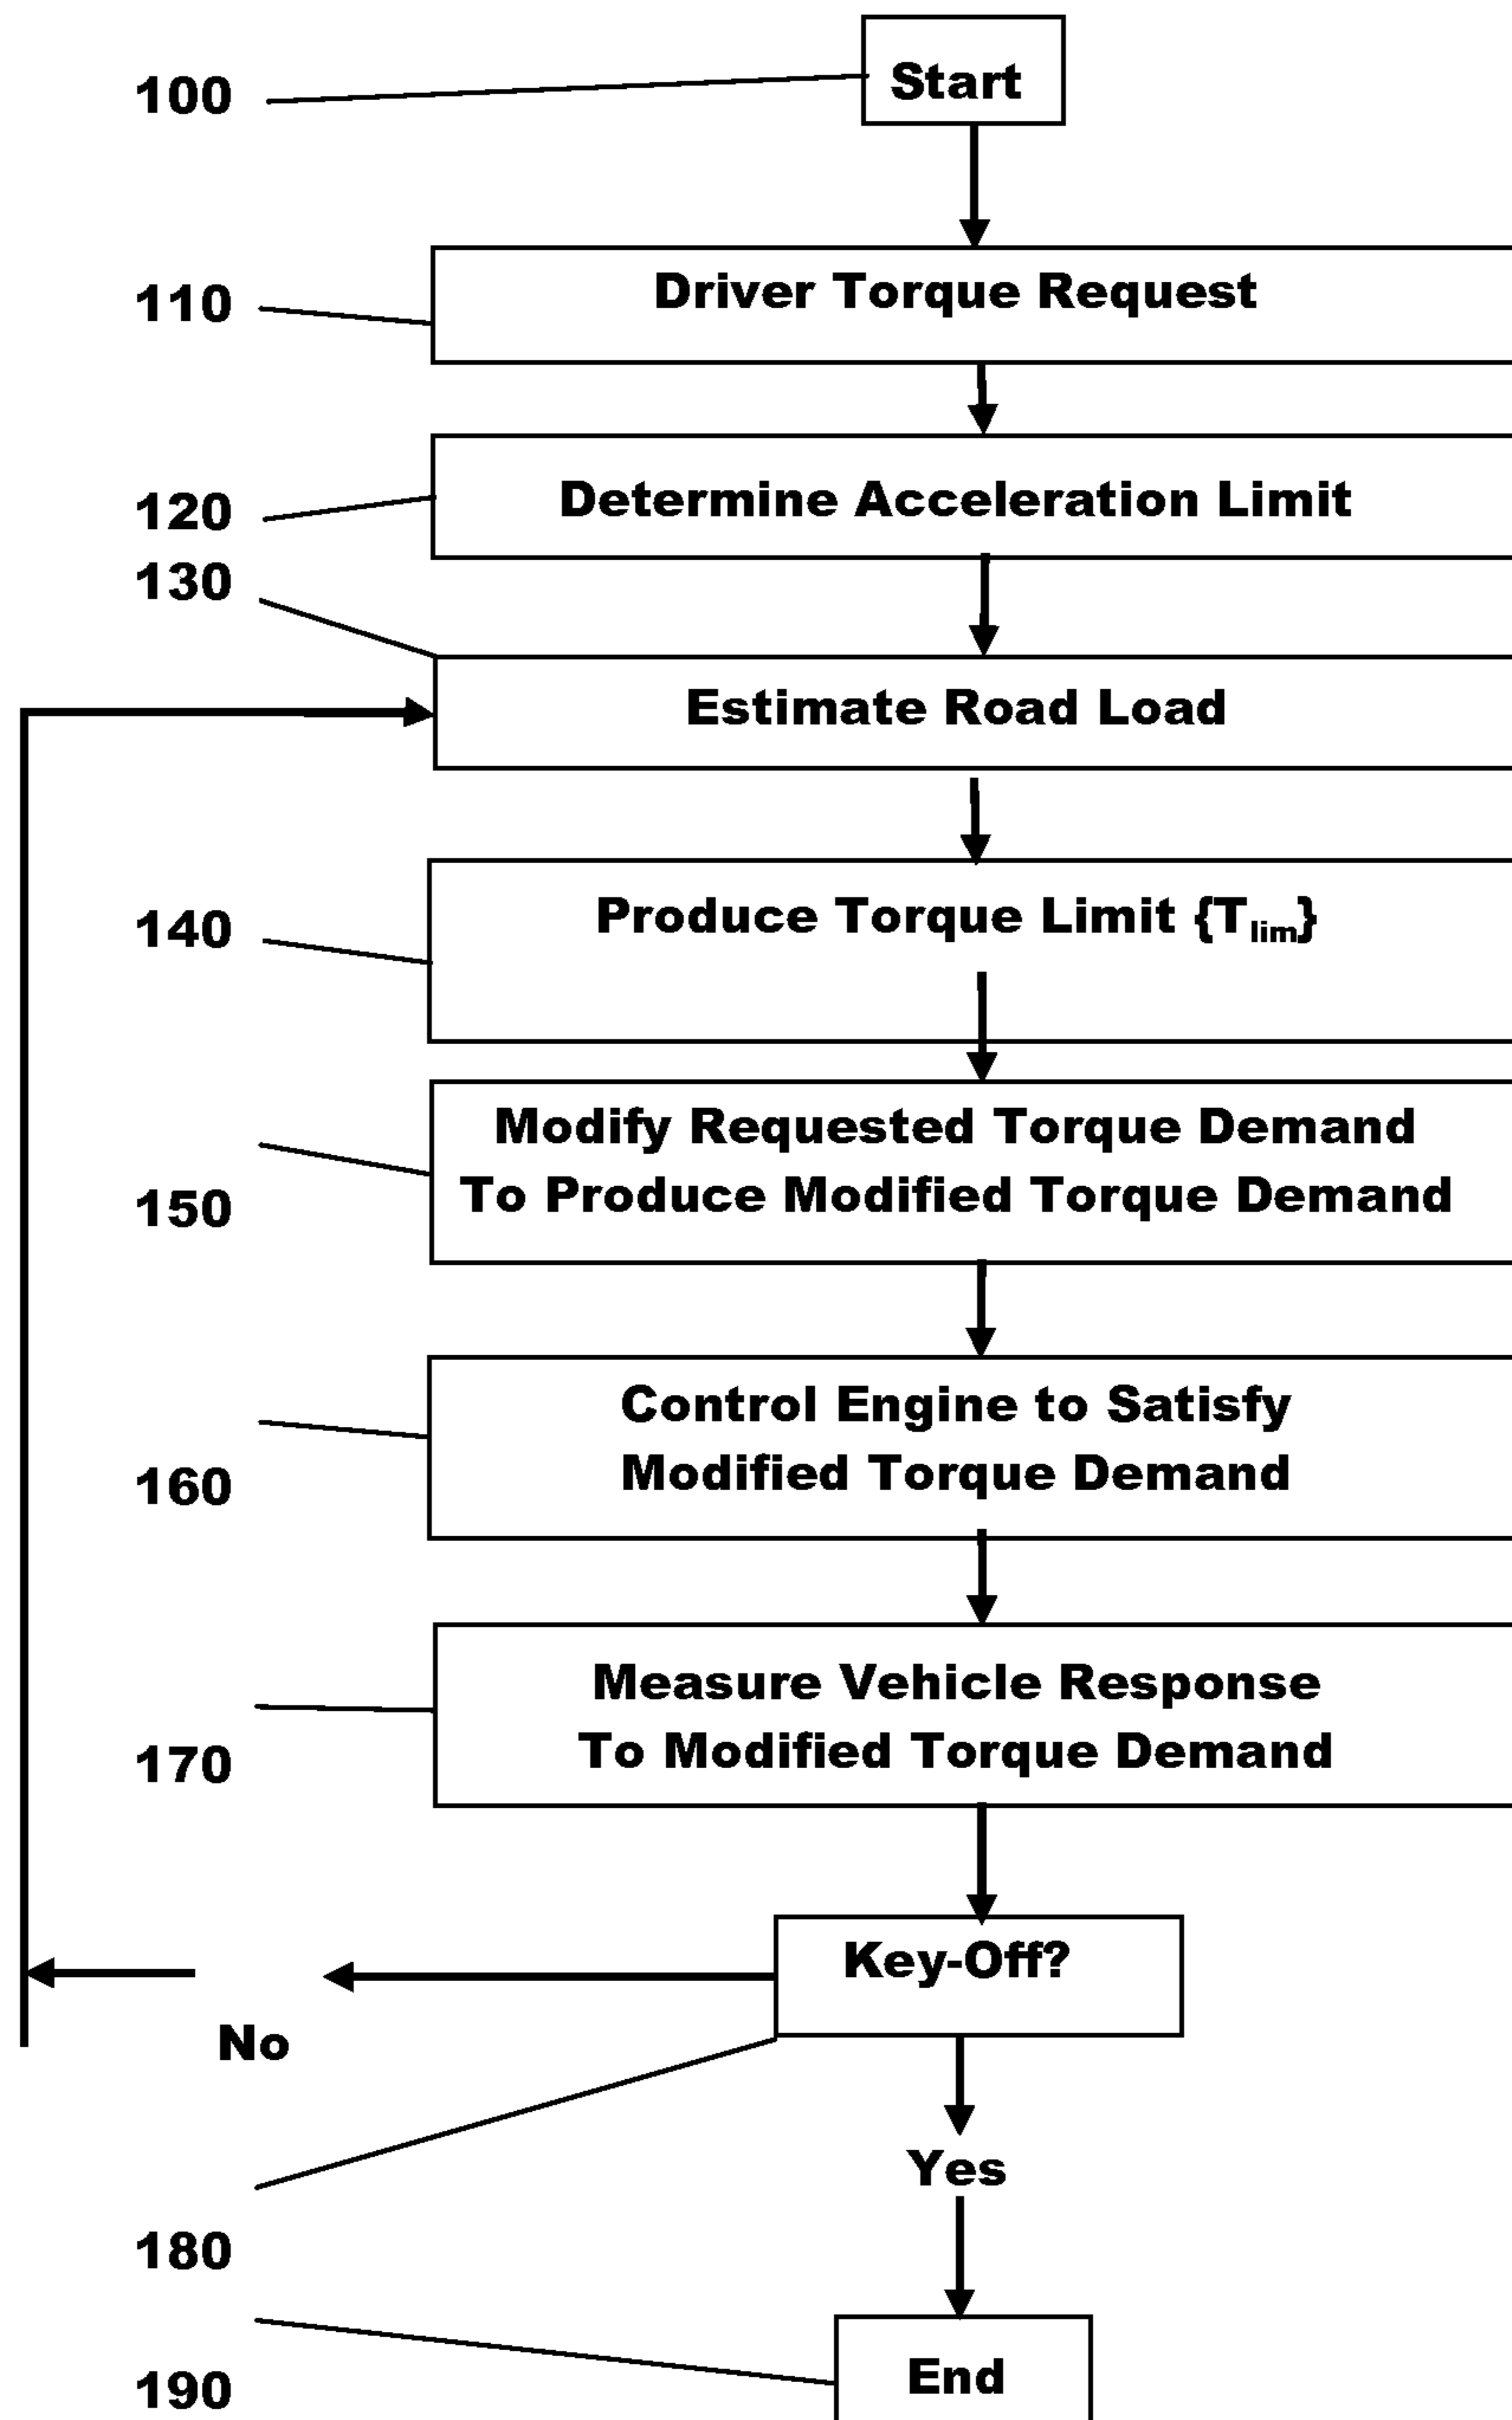 100
Start
110
Driver Torque Request
120
Determine Acceleration Limit
130
Estimate Road Load
140
Produce Torque Limit {Tlim}
150
Modify Requested Torque Demand
To Produce Modified Torque Demand
160
Control Engine to Satisfy
Modified Torque Demand
170
Measure Vehicle Response
To Modified Torque Demand
Key-Off?
No
Yes
180
190
End